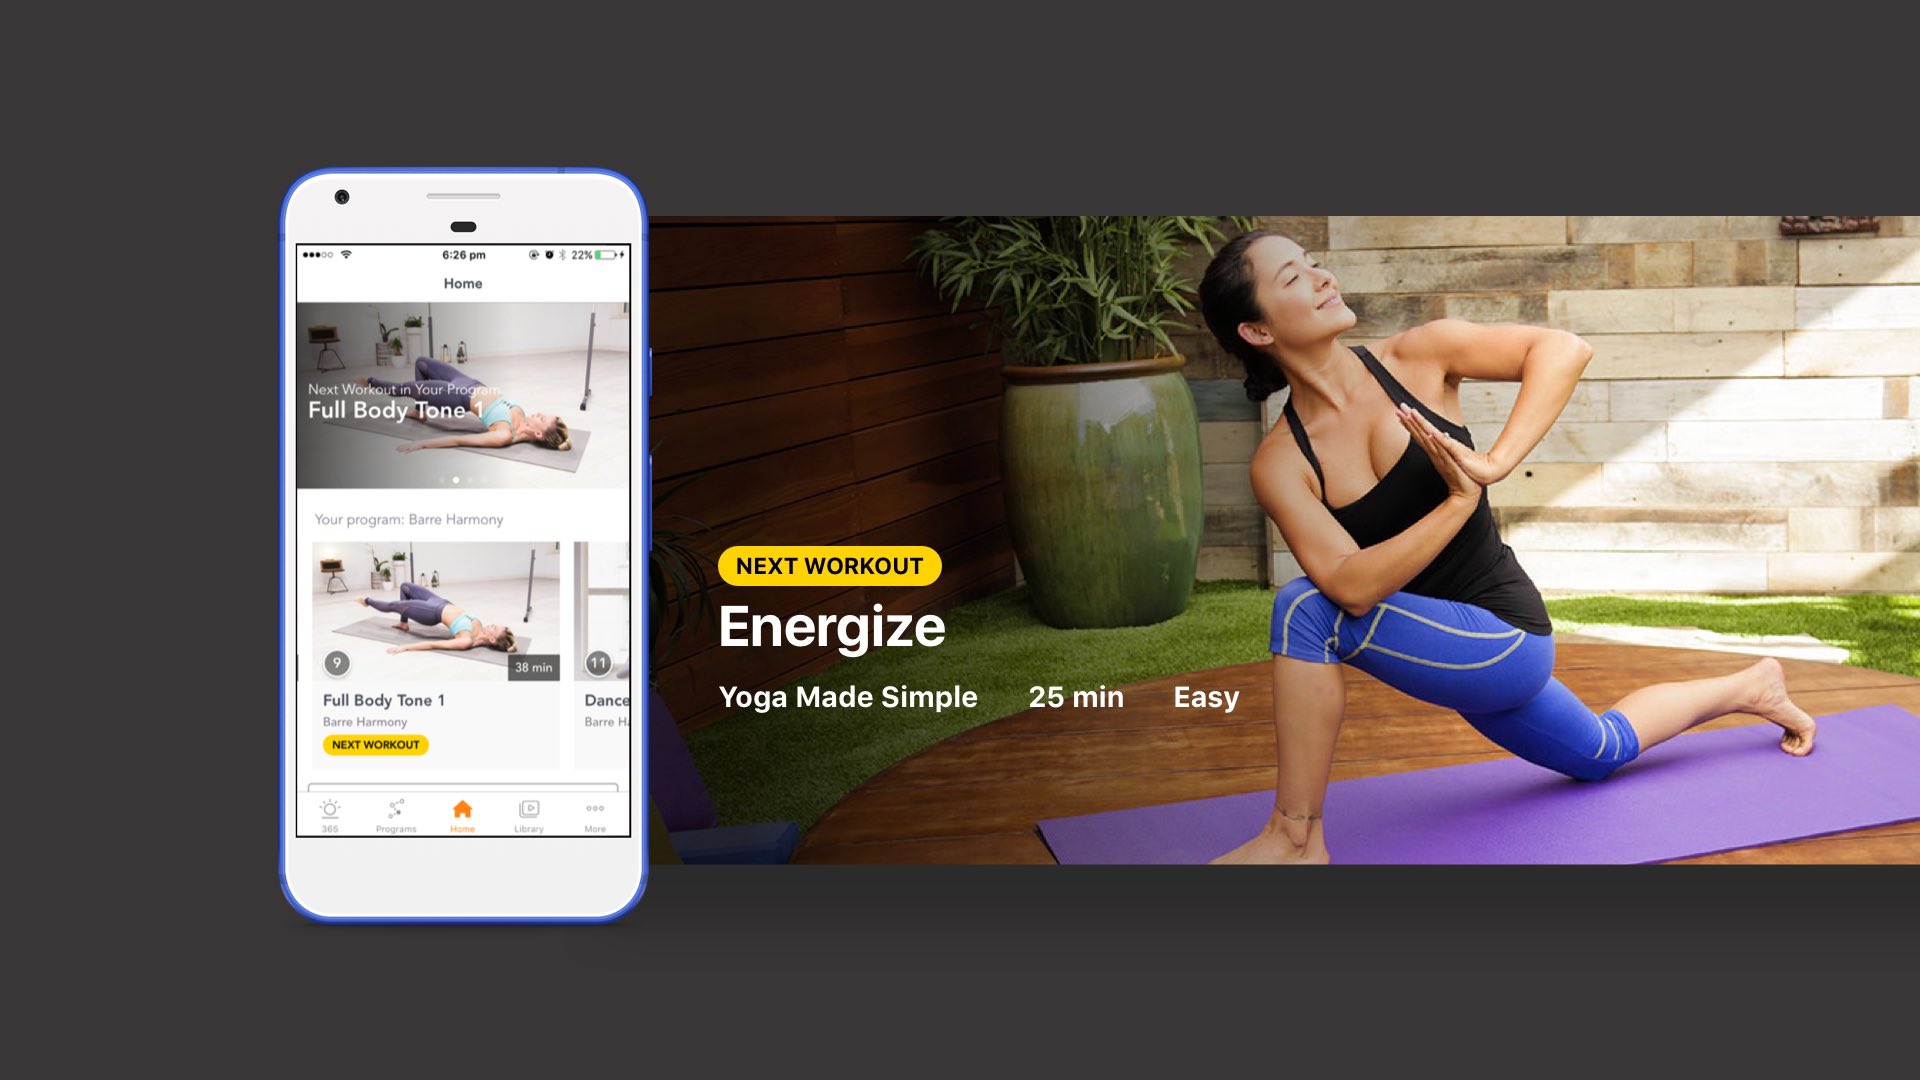 6:26 pm
22%
Home
Next Workout in Your Program
Full Body Tone 1
Your program: Barre Harmony
9
38 min
11
Full Body Tone 1
Barre Harmony
NEXT WORKOUT
Dance
Barre Ha
365
Programs
Home
Library
More
NEXT WORKOUT
Energize
Yoga Made Simple 25 min Easy